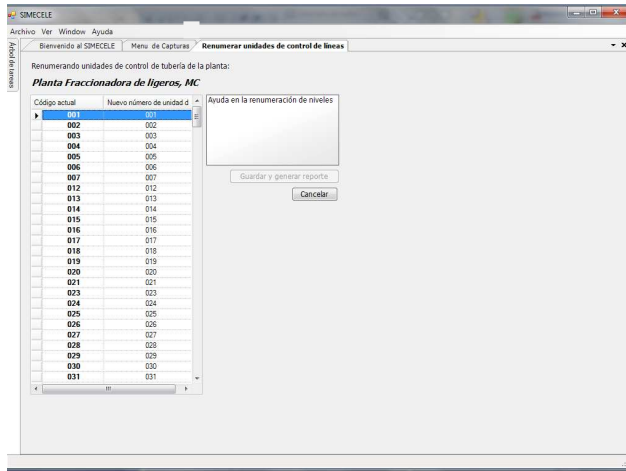 SIMECELE
Archivo Ver Window Ayuda
Bienvenido al SIMECELE Menu de Capturas Renumerar unidades de control de líneas
Árbol de tareas
Renumerando unidades de control de tubería de la planta:
Planta Fraccionadora de ligeros, MC
Código actual Nuevo número de unidad d
001 001
002 002
003 003
004 004
005 005
006 006
007 007
012 012
013 013
014 014
015 015
016 016
017 017
018 018
019 019
020 020
021 021
023 023
024 024
025 025
026 026
027 027
028 028
029 029
030 030
031 031
Ayuda en la renumeración de niveles
Guardar y generar reporte
Cancelar